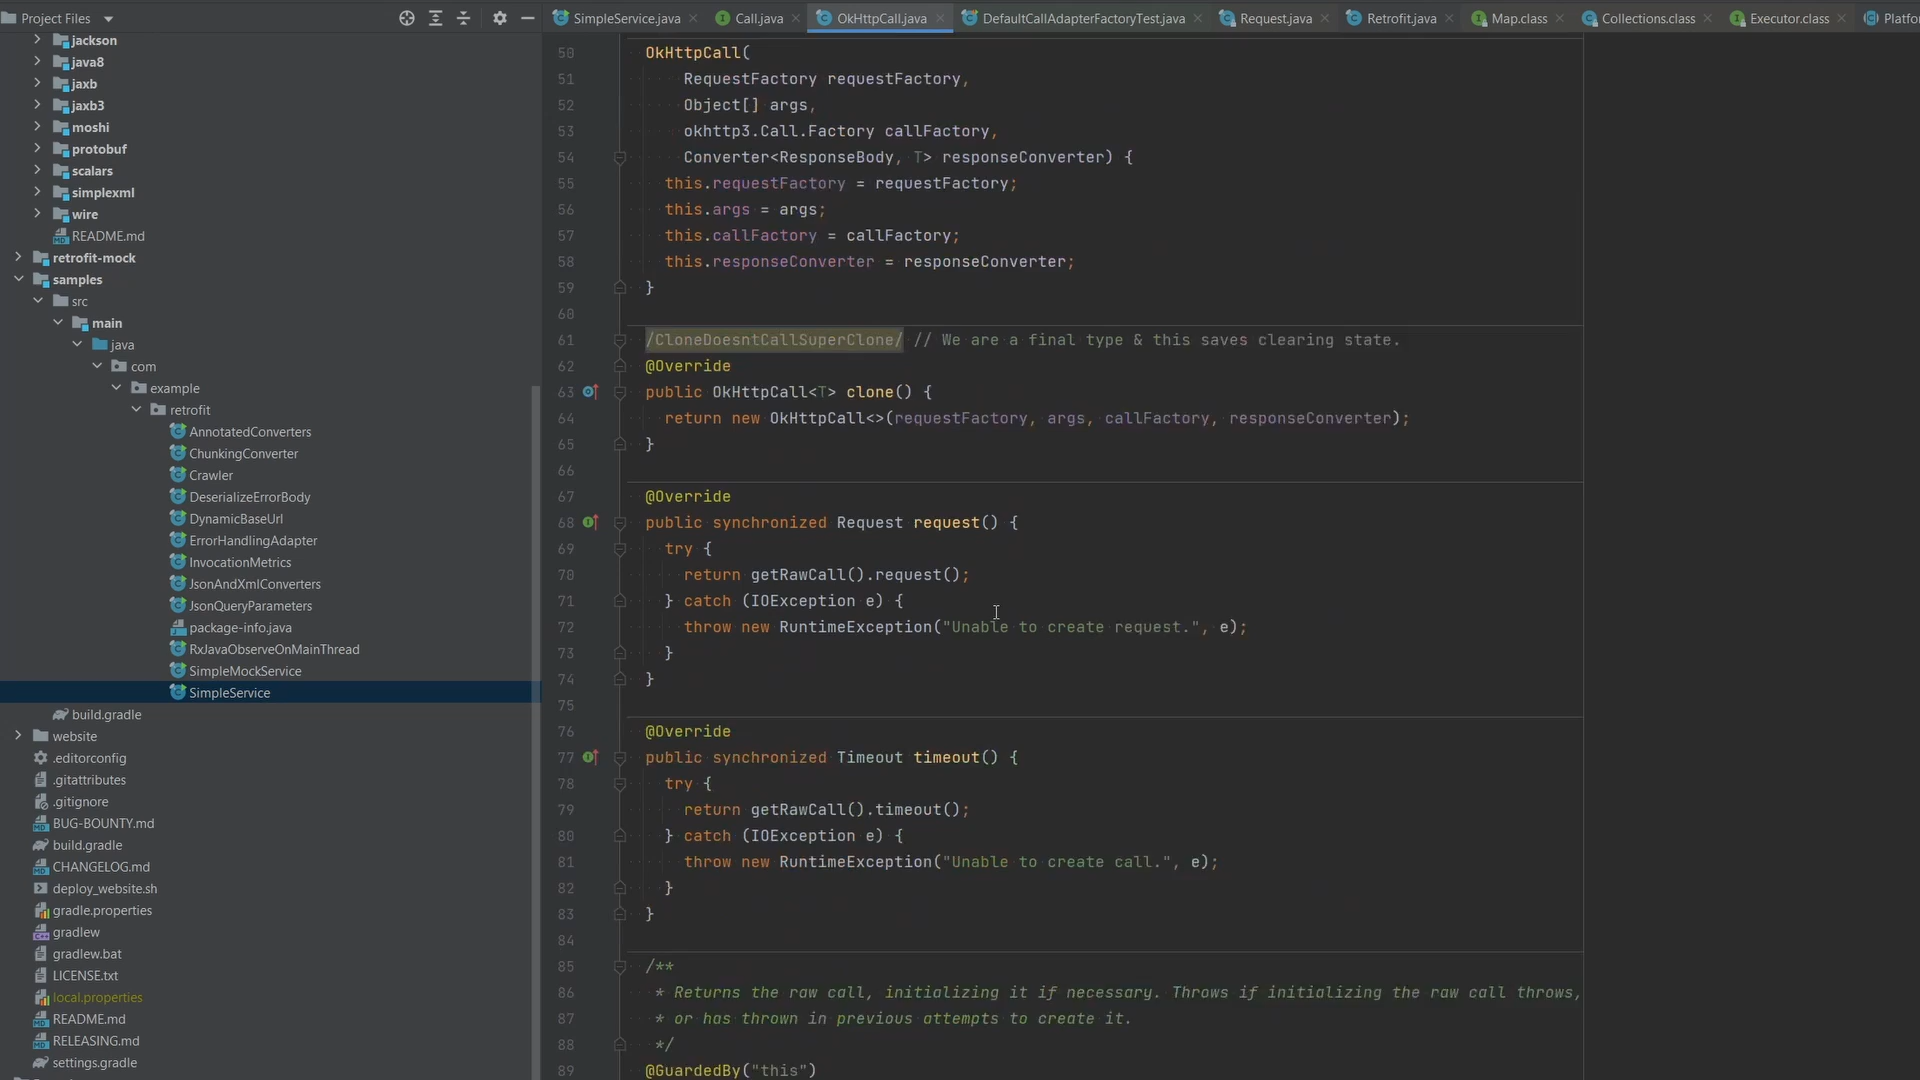 Project Files
SimpleService.java
Call.java
OkHttpCall.java
DefaultCallAdapterFactoryTest.java
Request.java
Retrofit.java
Map.class
Collections.class
Executor.class
Platfo
jackson
java8
jaxb
jaxb3
moshi
protobuf
scalars
simplexml
wire
README.md
retrofit-mock
samples
src
main
java
com
example
retrofit
AnnotatedConverters
ChunkingConverter
Crawler
DeserializeErrorBody
DynamicBaseUrl
ErrorHandlingAdapter
InvocationMetrics
JsonAndXmlConverters
JsonQueryParameters
package-info.java
RxJavaObserveOnMainThread
SimpleMockService
SimpleService
build.gradle
website
.editorconfig
.gitattributes
.gitignore
BUG-BOUNTY.md
build.gradle
CHANGELOG.md
deploy_website.sh
gradle.properties
gradlew
gradlew.bat
LICENSE.txt
local.properties
README.md
RELEASING.md
settings.gradle
50 OkHttpCall(
51 RequestFactory requestFactory,
52 Object[] args,
53 okhttp3.Call.Factory callFactory,
54 Converter<ResponseBody, T> responseConverter) {
55 this.requestFactory = requestFactory;
56 this.args = args;
57 this.callFactory = callFactory;
58 this.responseConverter = responseConverter;
59 }
60
61 /CloneDoesntCallSuperClone/ // We are a final type & this saves clearing state.
62 @Override
63 public OkHttpCall<T> clone() {
64 return new OkHttpCall<>(requestFactory, args, callFactory, responseConverter);
65 }
66
67 @Override
68 public synchronized Request request() {
69 try {
70 return getRawCall().request();
71 } catch (IOException e) {
72 throw new RuntimeException("Unable to create request.", e);
73 }
74 }
75
76 @Override
77 public synchronized Timeout timeout() {
78 try {
79 return getRawCall().timeout();
80 } catch (IOException e) {
81 throw new RuntimeException("Unable to create call.", e);
82 }
83 }
84
85 /**
86 * Returns the raw call, initializing it if necessary. Throws if initializing the raw call throws,
87 * or has thrown in previous attempts to create it.
88 */
89 @GuardedBy("this")